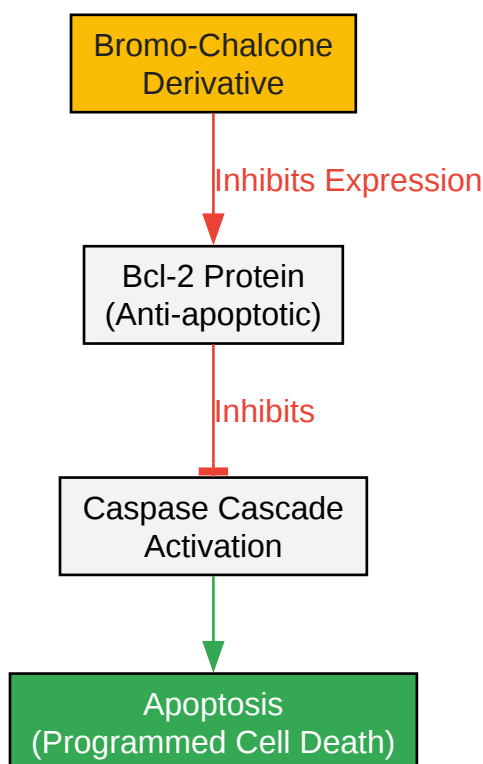 Bromo-Chalcone
Derivative
Inhibits Expression
Bcl-2 Protein
(Anti-apoptotic)
Inhibits
Caspase Cascade
Activation
Apoptosis
(Programmed Cell Death)